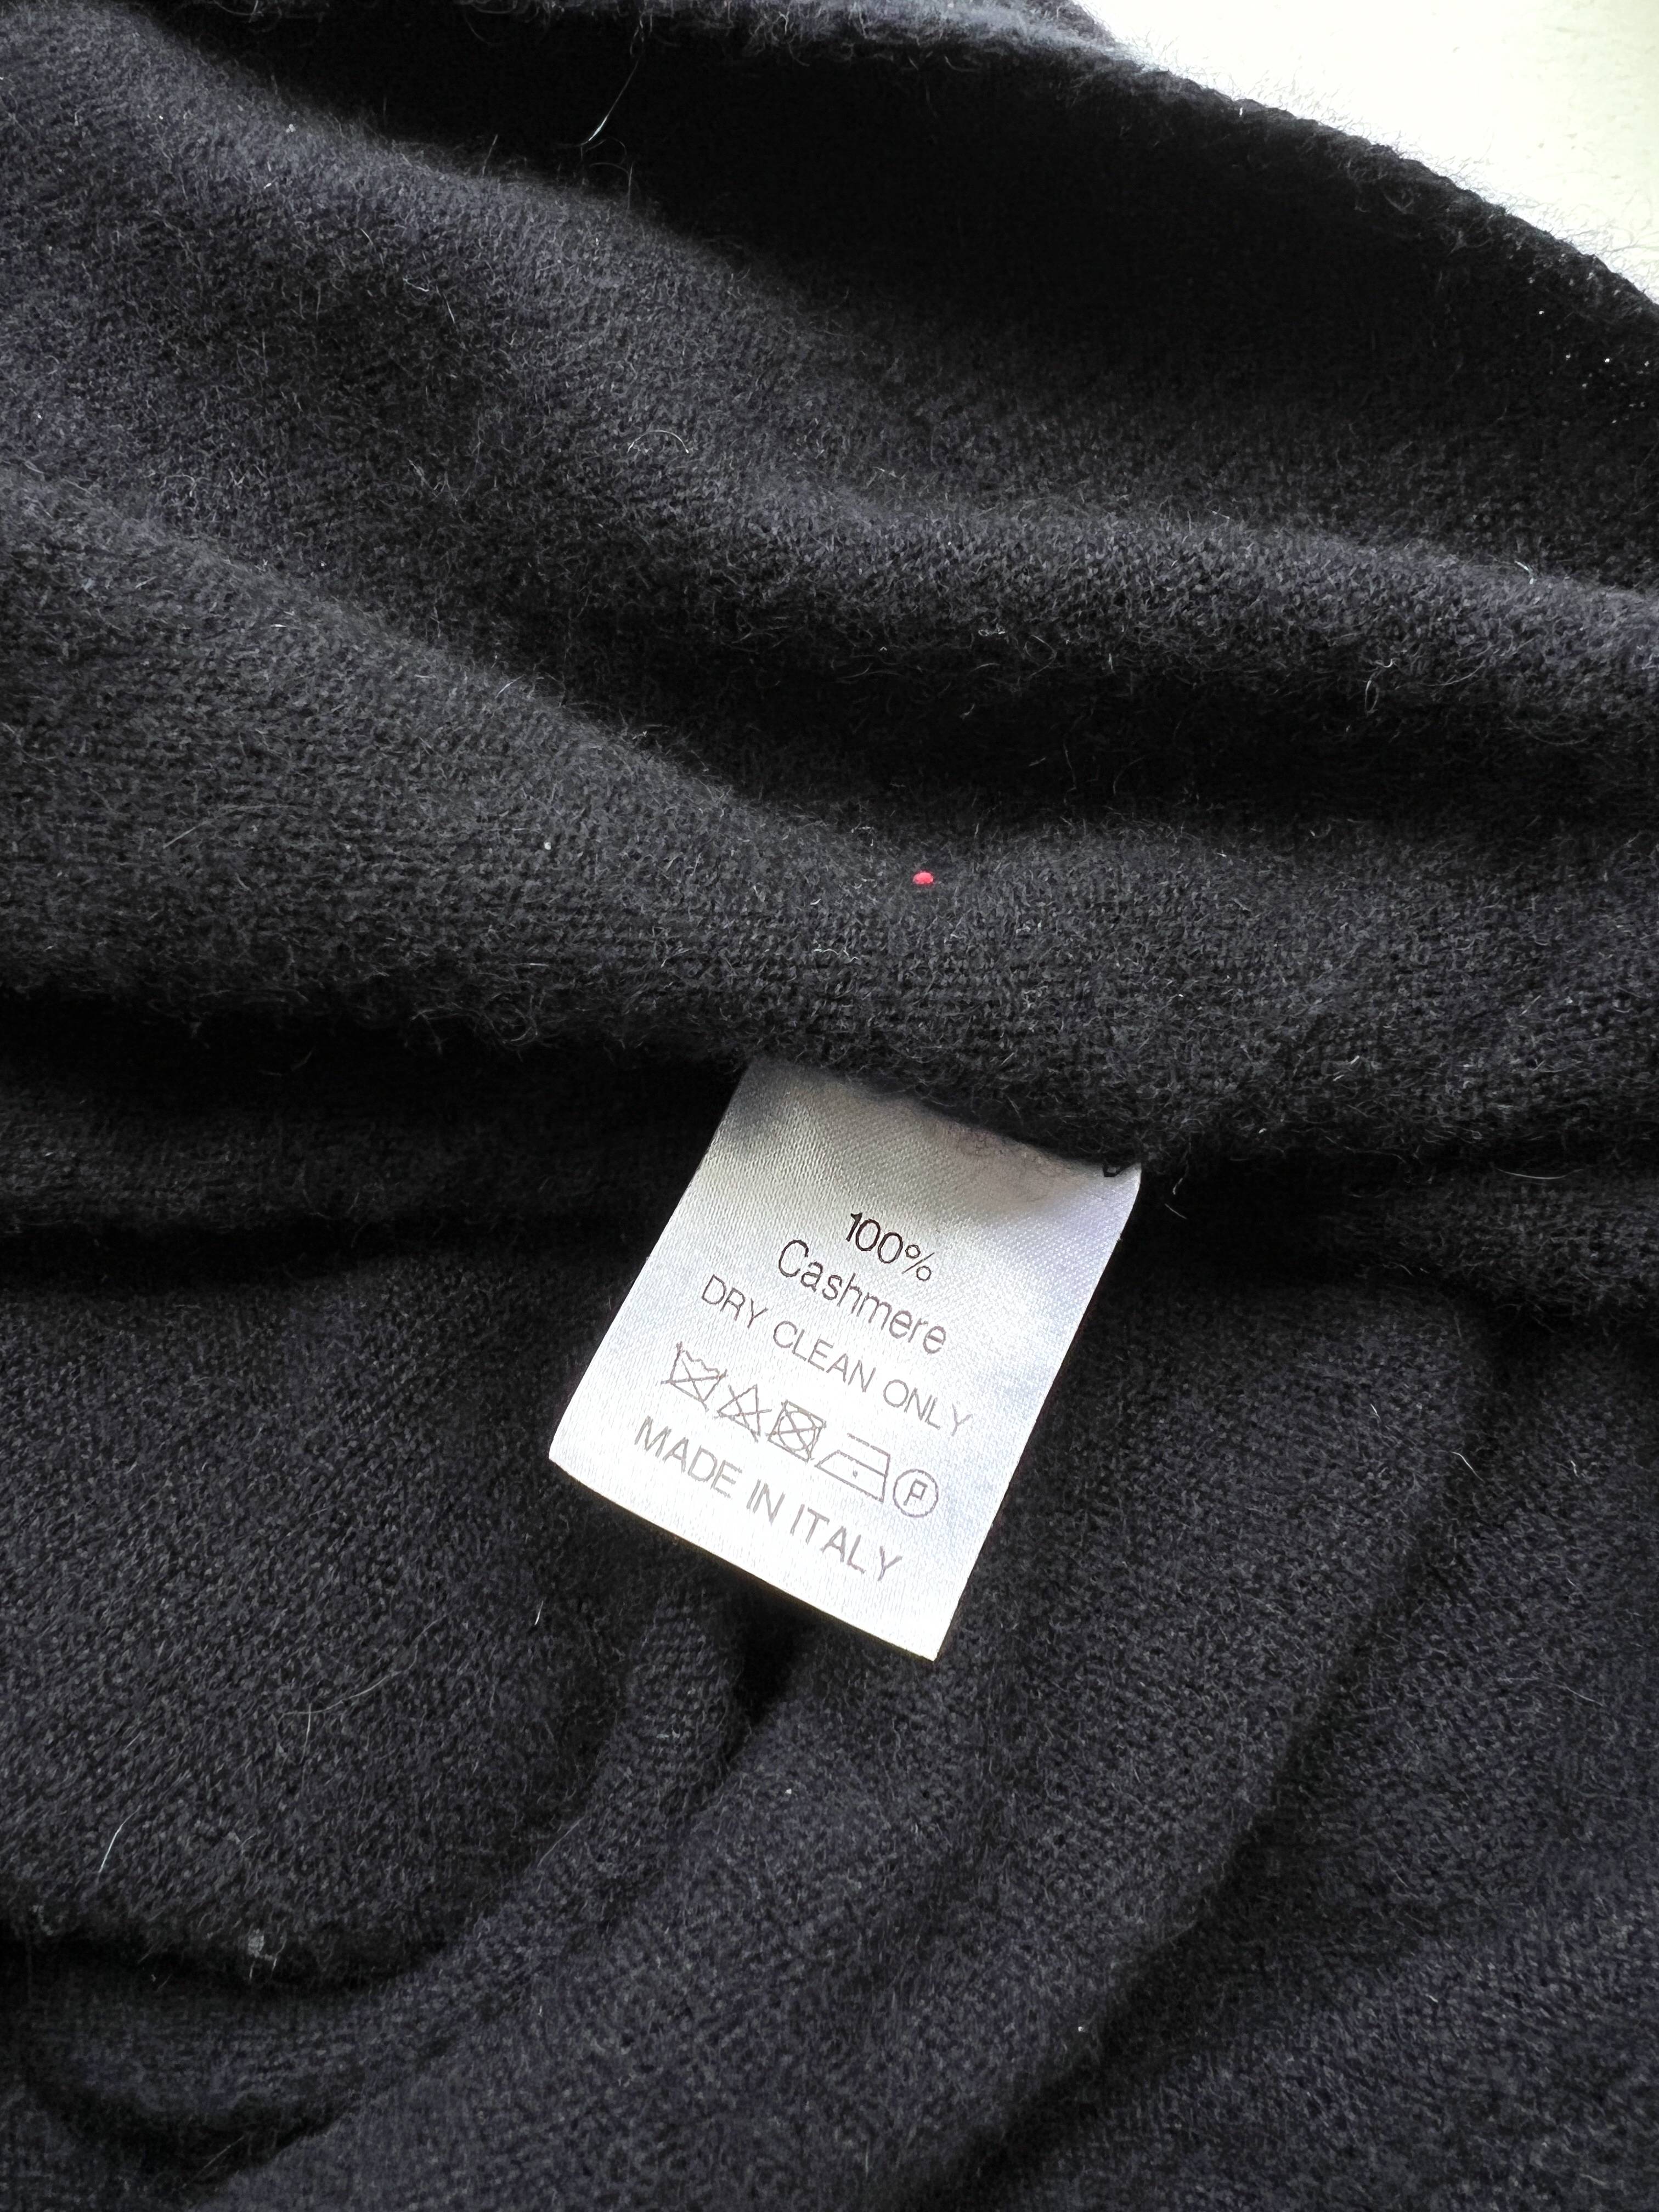 100%
Cashmere
DRY CLEAN ONLY
P
MADE IN ITALY